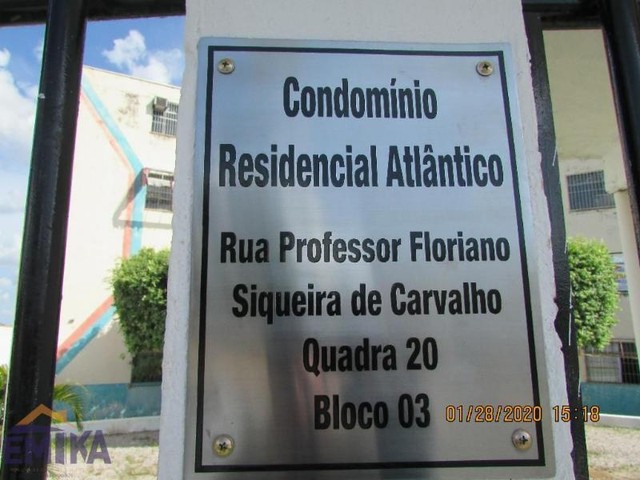 Condomínio
Residencial Atlântico
Rua Professor Floriano
Siqueira de Carvalho
Quadra 20
Bloco 03
01/28/2020 15:18
EMIKA